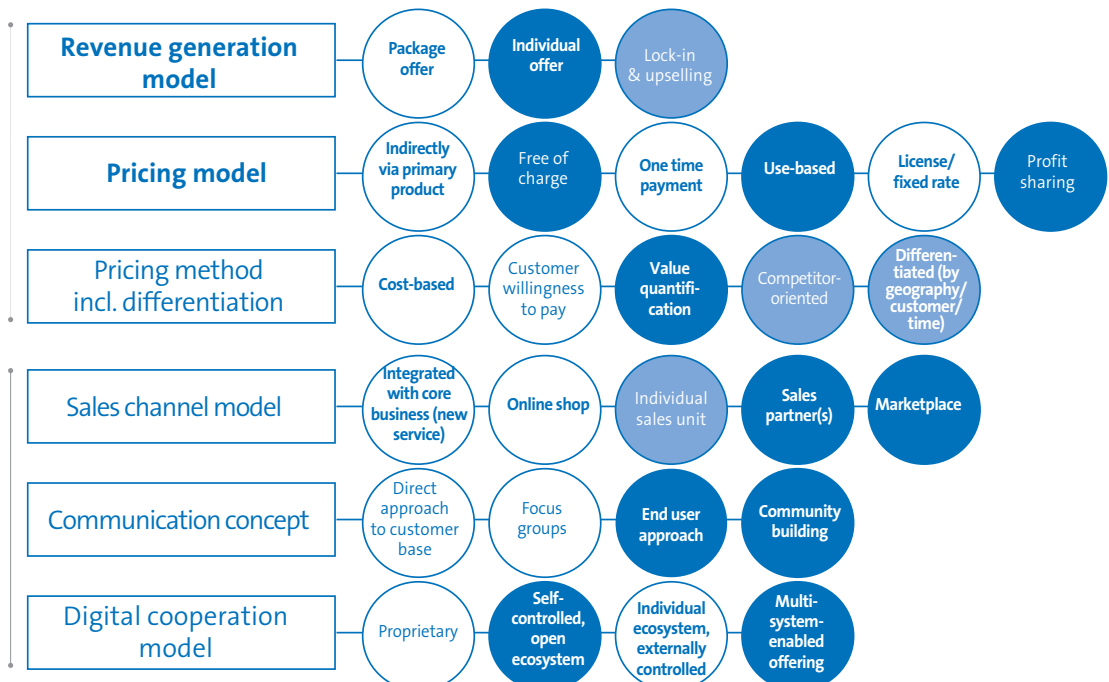 Revenue generation
model
Package
offer
Individual
offer
Lock-in
& upselling
Pricing model
Indirectly
via primary
product
Free of
charge
One time
payment
Use-based
License/
fixed rate
Profit
sharing
Pricing method
incl. differentiation
Cost-based
Customer
willingness
to pay
Value
quantifi-
cation
Competitor-
oriented
Differen-
tiated (by
geography/
customer/
time)
Sales channel model
Integrated
with core
business (new
service)
Online shop
Individual
sales unit
Sales
partner(s)
Marketplace
Communication concept
Direct
approach
to customer
base
Focus
groups
End user
approach
Community
building
Digital cooperation
model
Proprietary
Self-
controlled,
open
ecosystem
Individual
ecosystem,
externally
controlled
Multi-
system-
enabled
offering